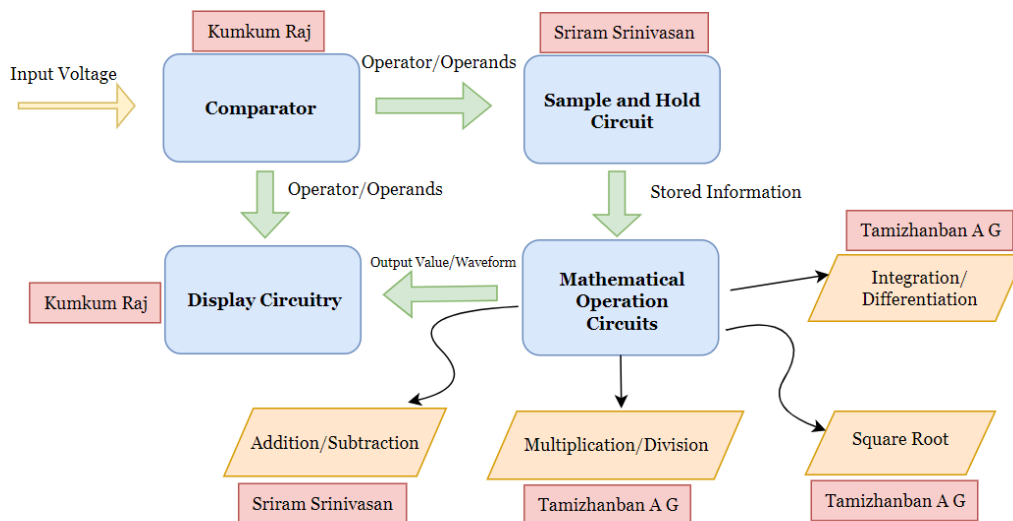 Kumkum Raj
Sriram Srinivasan
Input Voltage
Comparator
Operator/Operands
Sample and Hold
Circuit
Operator/Operands
Stored Information
Tamizhanban A G
Kumkum Raj
Display Circuitry
Output Value/Waveform
Mathematical
Operation
Circuits
Integration/
Differentiation
Addition/Subtraction
Multiplication/Division
Square Root
Sriram Srinivasan
Tamizhanban A G
Tamizhanban A G